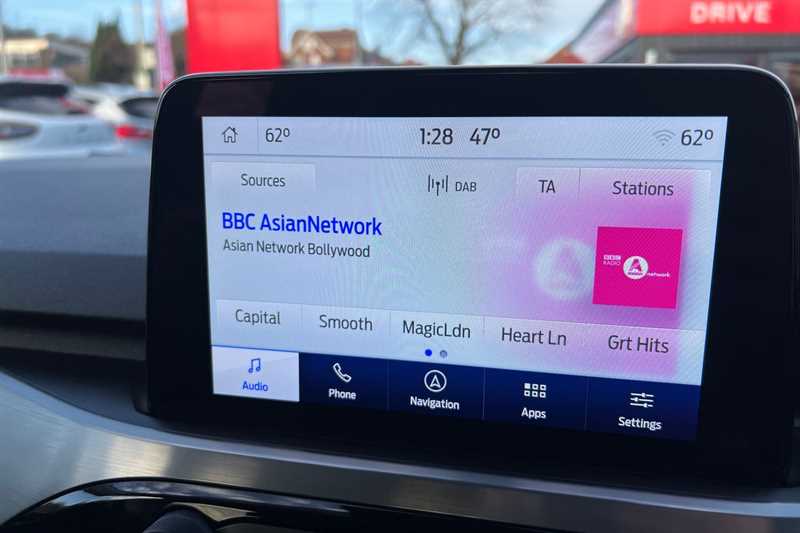 DRIVE
62° 1:28 47° 62°
Sources DAB TA Stations
BBC AsianNetwork
Asian Network Bollywood
BBC
RADIO
network
Capital Smooth MagicLdn Heart Ln Grt Hits
Audio Phone Navigation Apps Settings